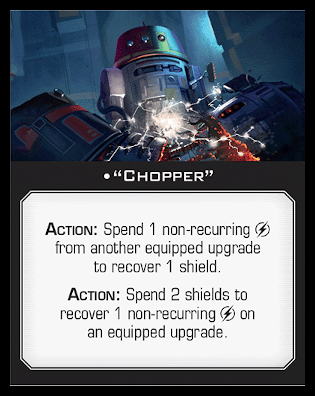 •“Chopper”
Action: Spend 1 non-recurring
from another equipped upgrade
to recover 1 shield.
Action: Spend 2 shields to
recover 1 non-recurring on
an equipped upgrade.